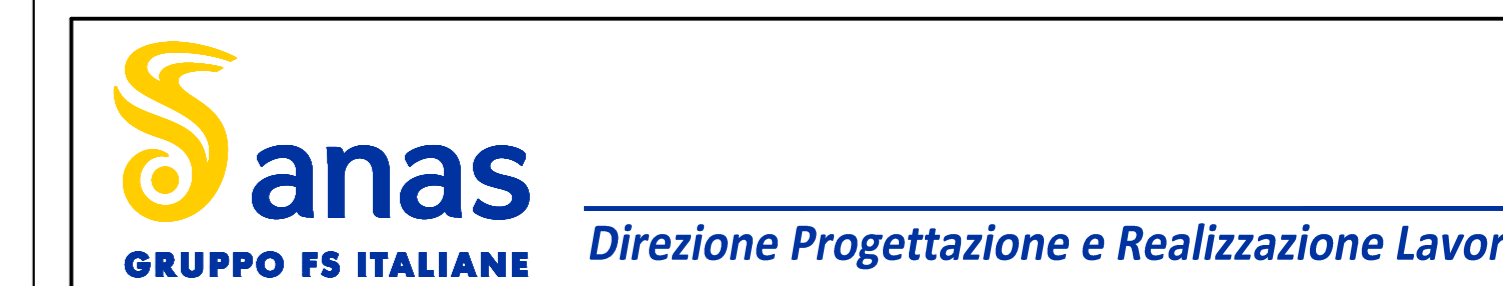 anas
GRUPPO FS ITALIANE
Direzione Progettazione e Realizzazione Lavor